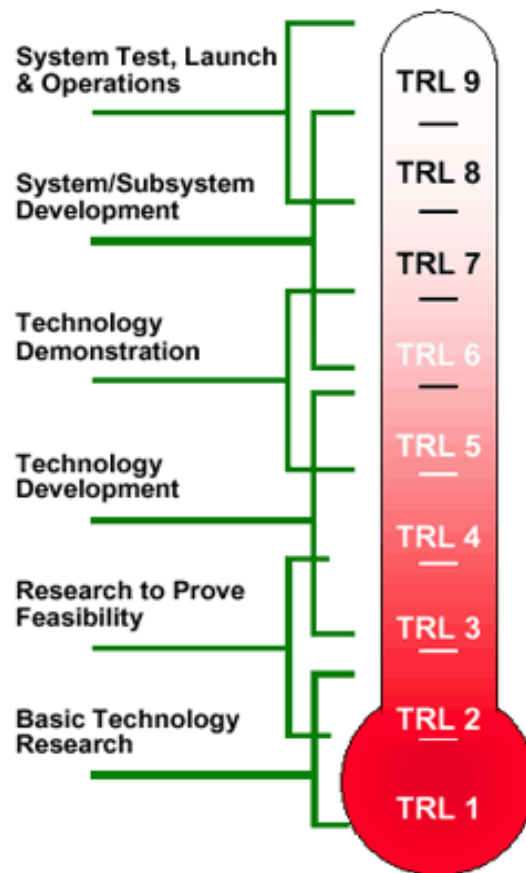 System Test, Launch
& Operations
System/Subsystem
Development
Technology
Demonstration
Technology
Development
Research to Prove
Feasibility
Basic Technology
Research
TRL 9
TRL 8
TRL 7
TRL 6
TRL 5
TRL 4
TRL 3
TRL 2
TRL 1